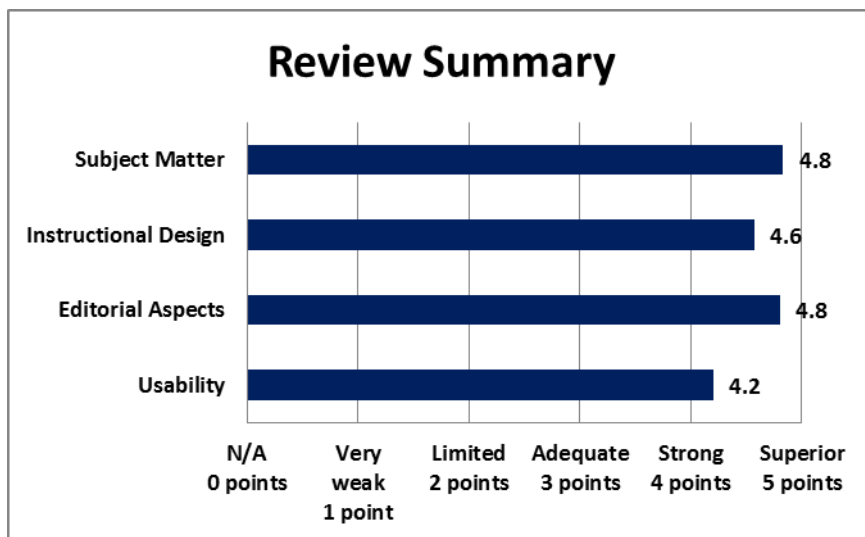 Review Summary
Subject Matter 4.8
Instructional Design 4.6
Editorial Aspects 4.8
Usability 4.2
N/A Very Limited Adequate Strong Superior
0 points weak 2 points 3 points 4 points 5 points
1 point